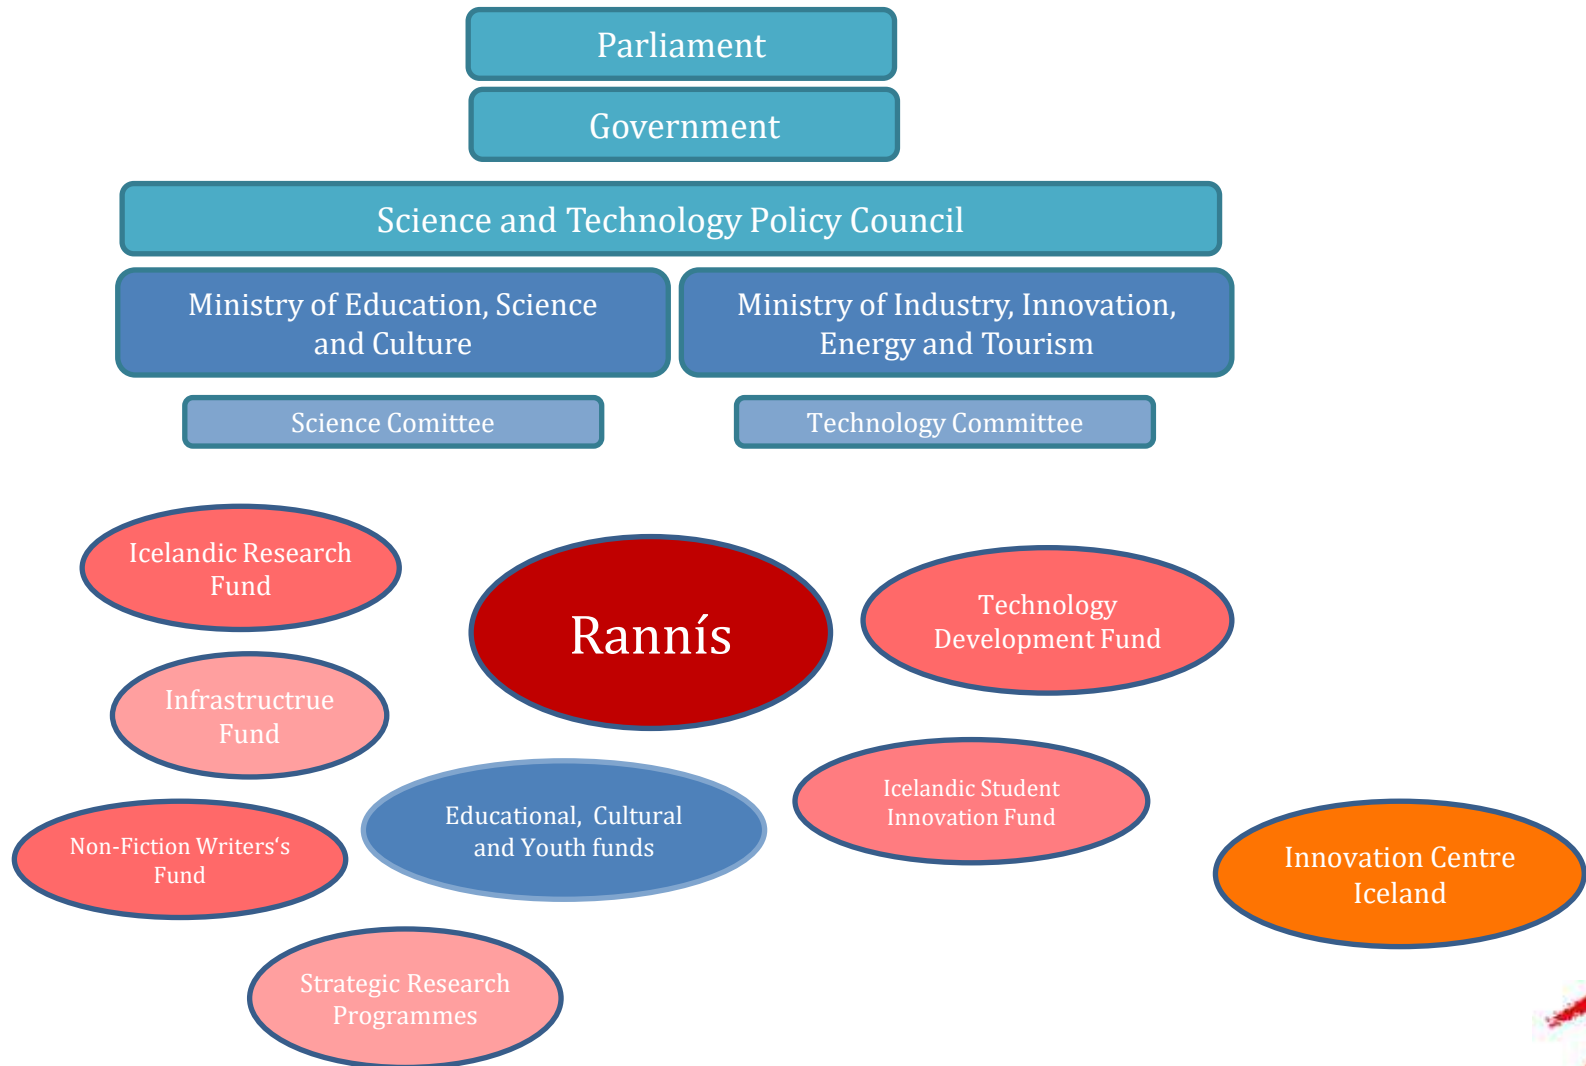 Parliament
Government
Science and Technology Policy Council
Ministry of Education, Science
and Culture
Ministry of Industry, Innovation,
Energy and Tourism
Science Comittee
Technology Committee
Icelandic Research
Fund
Rannís
Technology
Development Fund
Infrastructrue
Fund
Educational, Cultural
and Youth funds
Icelandic Student
Innovation Fund
Non-Fiction Writers‘s
Fund
Innovation Centre
Iceland
Strategic Research
Programmes